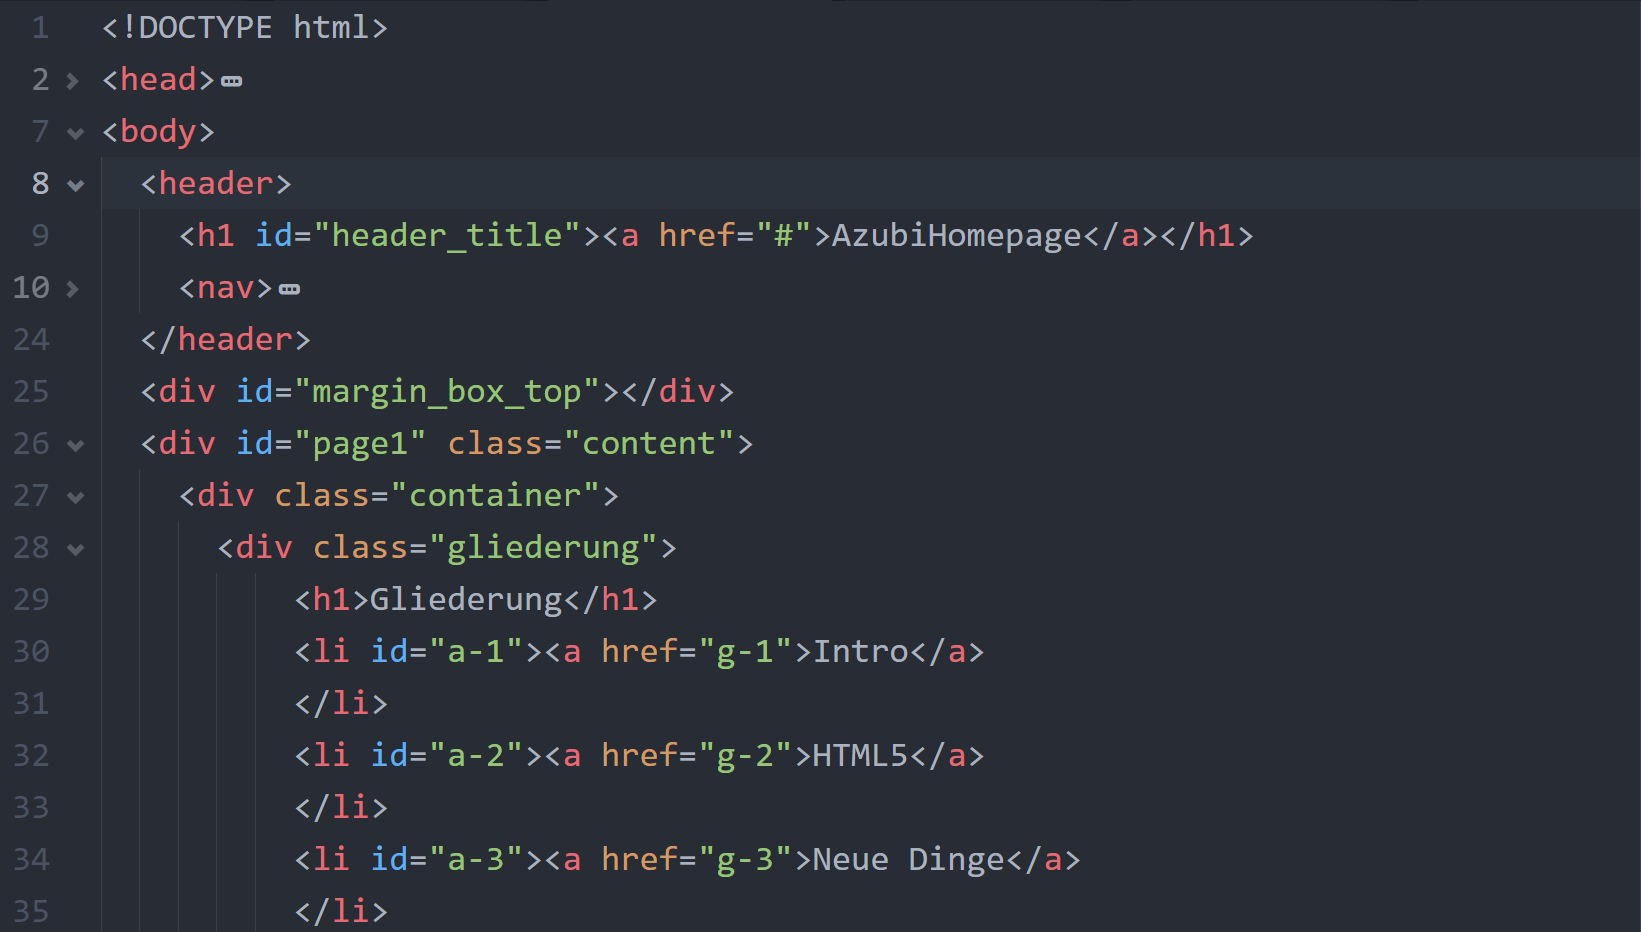 1 <!DOCTYPE html>
2 <head>
7 <body>
8 <header>
9 <h1 id="header_title"><a href="#">AzubiHomepage</a></h1>
10 <nav>
24 </header>
25 <div id="margin_box_top"></div>
26 <div id="page1" class="content">
27 <div class="container">
28 <div class="gliederung">
29 <h1>Gliederung</h1>
30 <li id="a-1"><a href="g-1">Intro</a>
31 </li>
32 <li id="a-2"><a href="g-2">HTML5</a>
33 </li>
34 <li id="a-3"><a href="g-3">Neue Dinge</a>
35 </li>